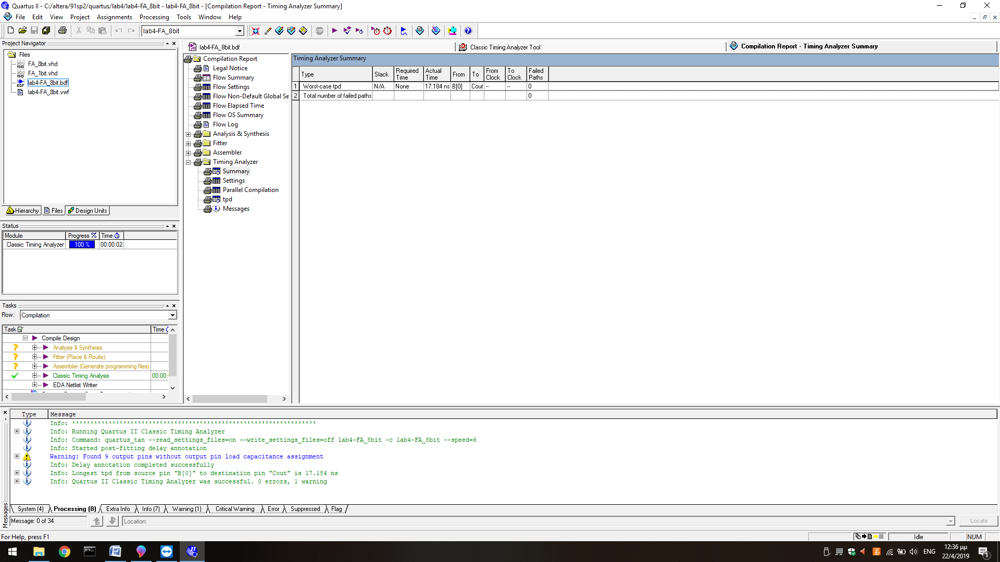 Quartus II - C:/altera/91sp2/quartus/lab4/lab4-FA_8bit - lab4-FA_8bit - [Compilation Report - Timing Analyzer Summary]
File Edit View Project Assignments Processing Tools Window Help
lab4-FA_8bit
Project Navigator
Files
FA_8bit.vhd
FA_1bit.vhd
lab4-FA_8bit.bdf
lab4-FA_8bit.vwf
Hierarchy Files Design Units
Status
Module Progress % Time
Classic Timing Analyzer 100 % 00:00:02
Tasks
Flow: Compilation
Task Time
Compile Design
Analysis & Synthesis
Fitter (Place & Route)
Assembler (Generate programming files)
Classic Timing Analysis 00:00:
EDA Netlist Writer
lab4-FA_8bit.bdf Classic Timing Analyzer Tool Compilation Report - Timing Analyzer Summary
Compilation Report
Legal Notice
Flow Summary
Flow Settings
Flow Non-Default Global Se
Flow Elapsed Time
Flow OS Summary
Flow Log
Analysis & Synthesis
Fitter
Assembler
Timing Analyzer
Summary
Settings
Parallel Compilation
tpd
Messages
Timing Analyzer Summary
Type Slack Required Time Actual Time From To From Clock To Clock Failed Paths
1 Worst-case tpd N/A None 17.184 ns B[0] Cout -- -- 0
2 Total number of failed paths 0
Type Message
Info: *******************************************************************
Info: Running Quartus II Classic Timing Analyzer
Info: Command: quartus_tan --read_settings_files=on --write_settings_files=off lab4-FA_8bit -c lab4-FA_8bit --speed=6
Info: Started post-fitting delay annotation
Warning: Found 9 output pins without output pin load capacitance assignment
Info: Delay annotation completed successfully
Info: Longest tpd from source pin "B[0]" to destination pin "Cout" is 17.184 ns
Info: Quartus II Classic Timing Analyzer was successful. 0 errors, 1 warning
System (4) Processing (8) Extra Info Info (7) Warning (1) Critical Warning Error Suppressed Flag
Messages
Message: 0 of 34 Location: Locate
For Help, press F1 Idle NUM
ENG 12:36 μμ
22/4/2019
1